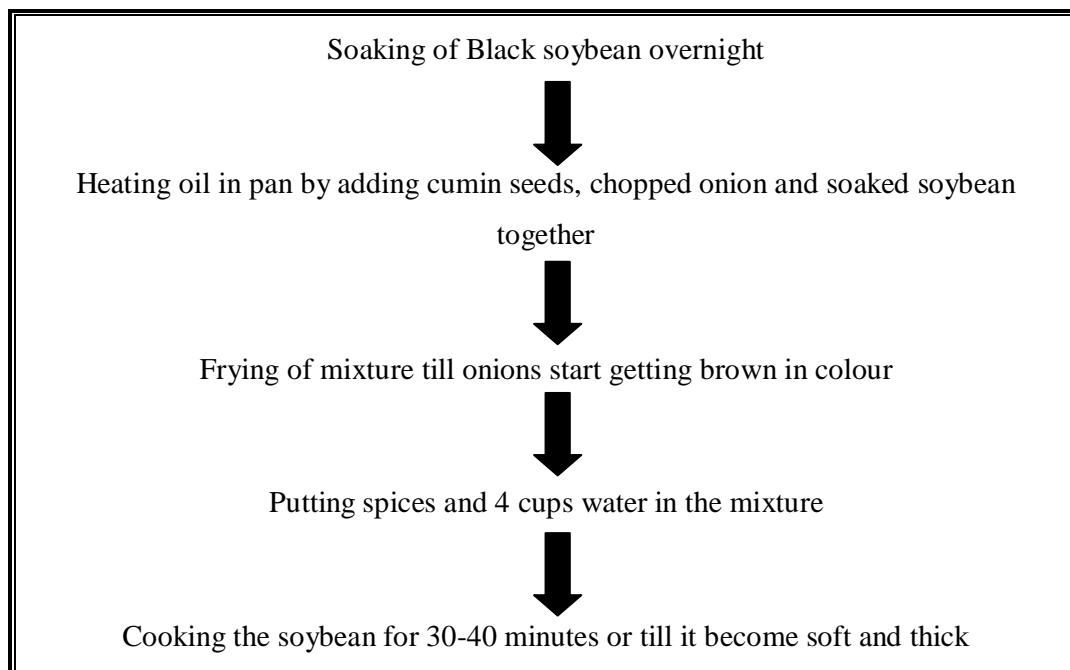 Soaking of Black soybean overnight
Heating oil in pan by adding cumin seeds, chopped onion and soaked soybean
together
Frying of mixture till onions start getting brown in colour
Putting spices and 4 cups water in the mixture
Cooking the soybean for 30-40 minutes or till it become soft and thick